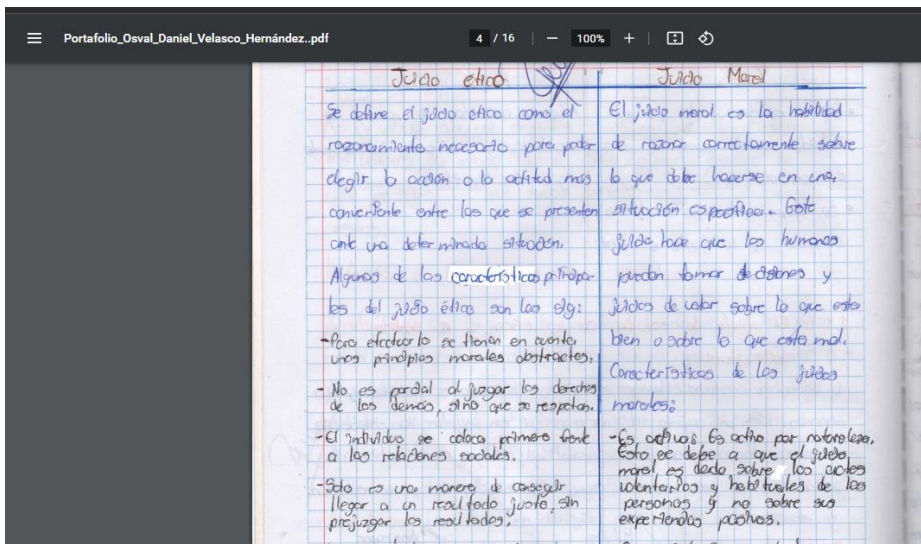 Portafolio_Osval_Daniel_Velasco_Hernández..pdf
4 / 16
100%
Juicio etico
Se define el juicio etico como el
razonamiento necesario para poder
elegir la acción o la actitud mas
conveniente entre las que se presenten
ante una determinada situación.
Algunas de las caracteristicas principa-
les del juicio ético son las sig:
-Para efectuarlo se tienen en cuenta
unos principios morales abstractos.
- No es parcial al juzgar los derechos
de los demás, sino que se respetan.
-El individuo se coloca primero frente
a las relaciones sociales.
-Solo es una manera de conseguir
llegar a un resultado justo, sin
prejuzgar los resultados.
Juicio Moral
El juicio moral es la habilidad
de razonar correctamente sobre
lo que debe hacerse en una
situación específica. Este
juicio hace que los humanos
puedan tomar decisiones y
juicios de valor sobre lo que esta
bien o sobre lo que esta mal.
Caracteristicas de los juicios
morales:
-Es activo: Es activo por naturaleza,
Esto se debe a que el juicio
moral es dado sobre los actos
voluntarios y habituales de las
personas y no sobre sus
experiencias pasivas.